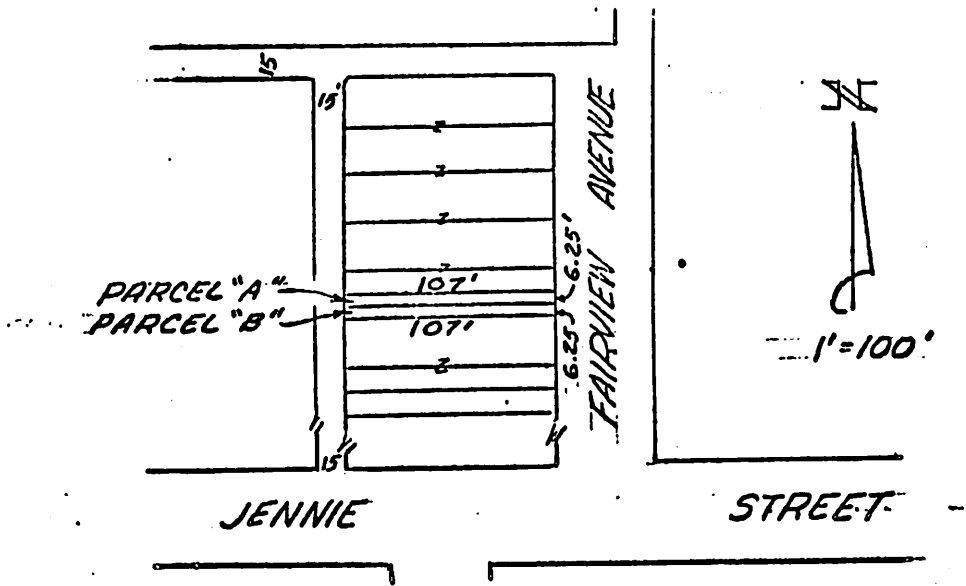 15
15'
N
FAIRVIEW AVENUE
6.25'
6.25'
107'
PARCEL "A"
PARCEL "B"
107'
1'=100'
15'
JENNIE STREET